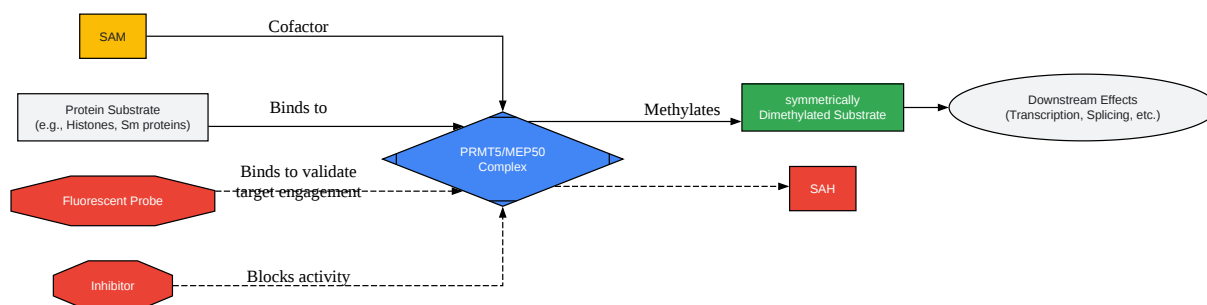 SAM
Cofactor
Protein Substrate
(e.g., Histones, Sm proteins)
Binds to
PRMT5/MEP50
Complex
Methylates
symmetrically
Dimethylated Substrate
Downstream Effects
(Transcription, Splicing, etc.)
Fluorescent Probe
Binds to validate
target engagement
SAH
Inhibitor
Blocks activity